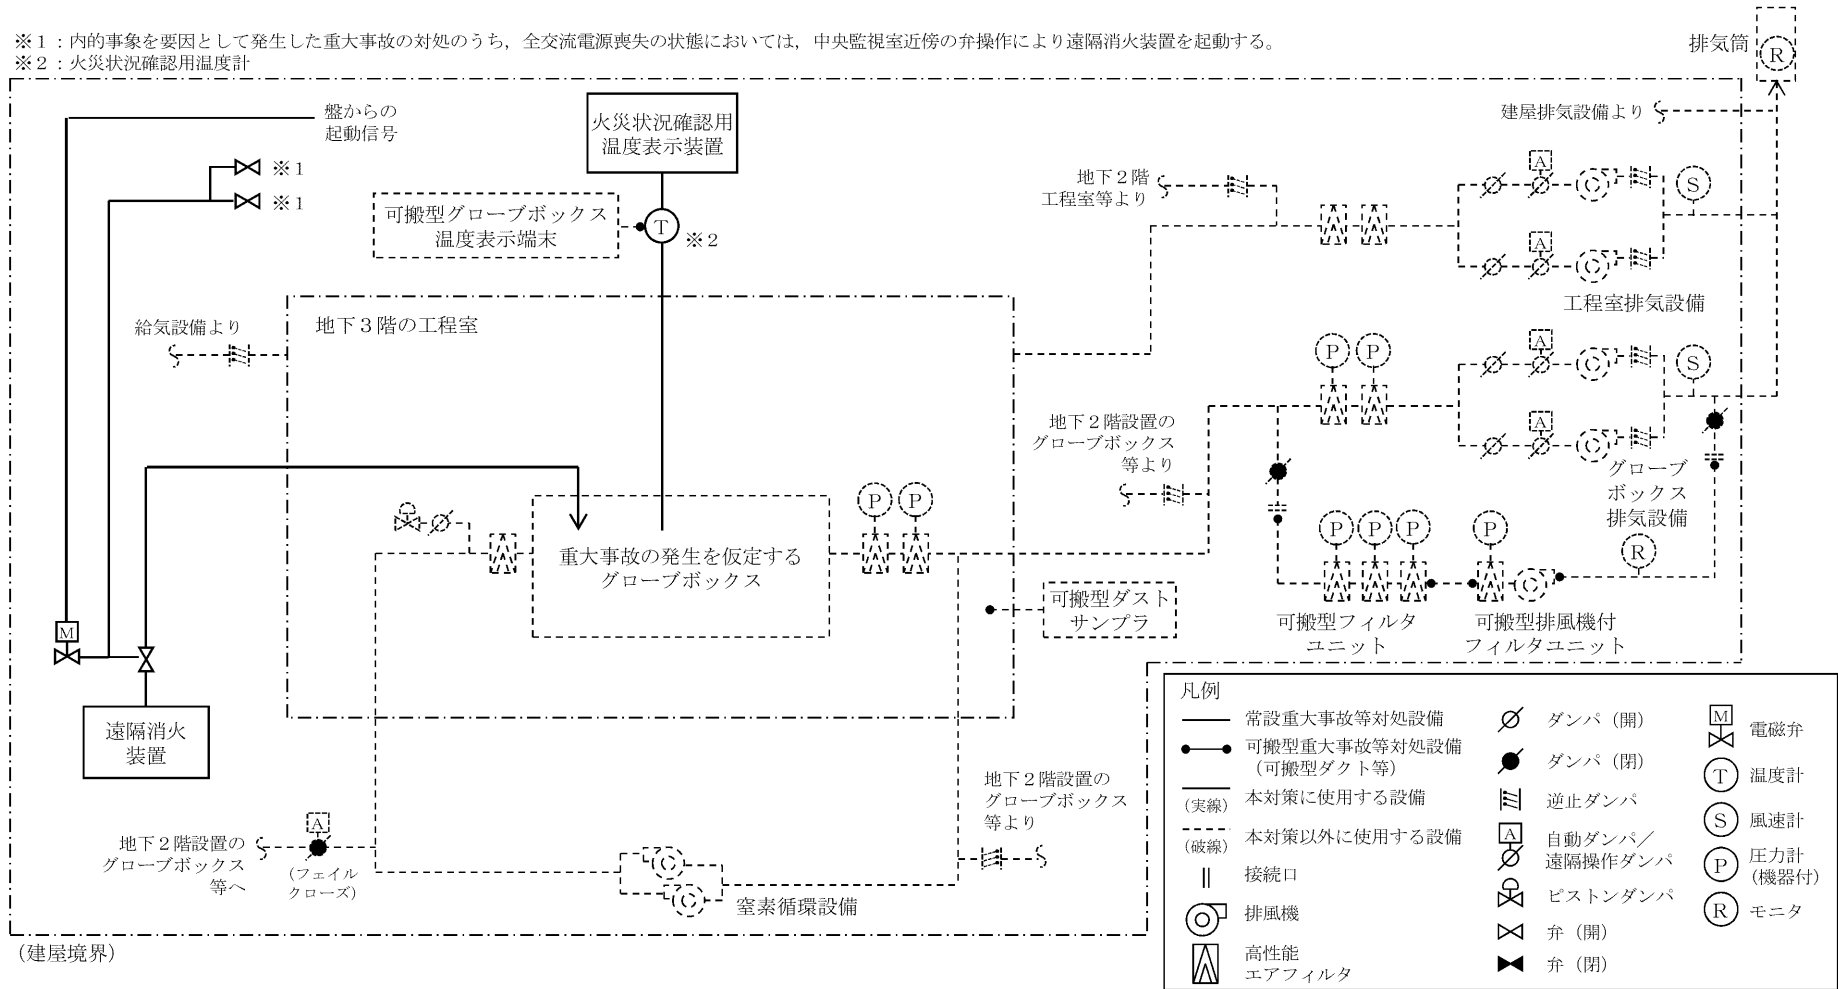 ※１：内的事象を要因として発生した重大事故の対処のうち，全交流電源喪失の状態においては，中央監視室近傍の弁操作により遠隔消火装置を起動する。
※２：火災状況確認用温度計
排気筒
R
盤からの
起動信号
※１
※１
火災状況確認用
温度表示装置
可搬型グローブボックス
温度表示端末
T
※２
建屋排気設備より
地下２階
工程室等より
A
S
A
工程室排気設備
給気設備より
地下３階の工程室
P
P
A
S
A
地下２階設置の
グローブボックス
等より
グローブ
ボックス
排気設備
P
P
重大事故の発生を仮定する
グローブボックス
P
P
P
P
R
可搬型ダスト
サンプラ
可搬型フィルタ
ユニット
可搬型排風機付
フィルタユニット
M
遠隔消火
装置
地下２階設置の
グローブボックス
等へ
A
（フェイル
クローズ）
窒素循環設備
地下２階設置の
グローブボックス
等より
（建屋境界）
凡例
常設重大事故等対処設備
可搬型重大事故等対処設備
（可搬型ダクト等）
（実線）
本対策に使用する設備
（破線）
本対策以外に使用する設備
接続口
排風機
高性能
エアフィルタ
ダンパ（開）
ダンパ（閉）
逆止ダンパ
A
自動ダンパ／
遠隔操作ダンパ
ピストンダンパ
弁（開）
弁（閉）
M
電磁弁
T
温度計
S
風速計
P
圧力計
（機器付）
R
モニタ